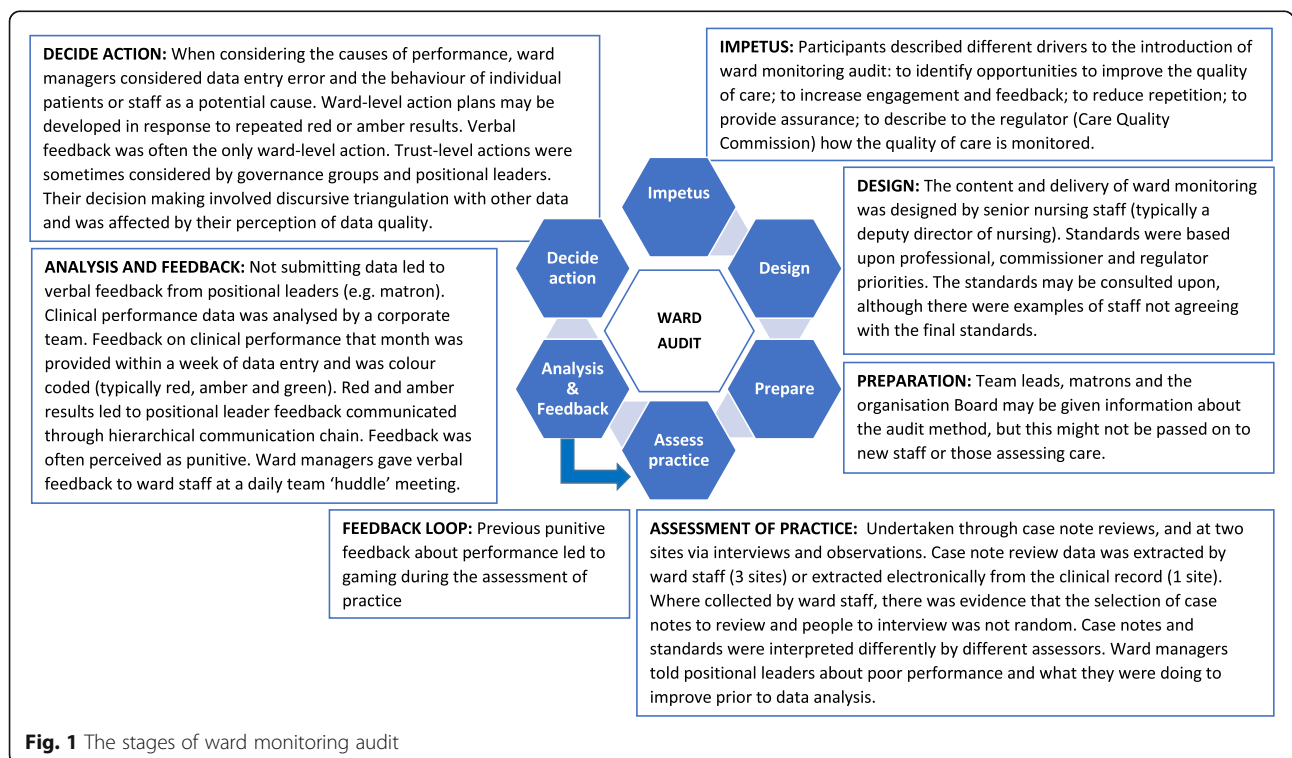 DECIDE ACTION: When considering the causes of performance, ward
managers considered data entry error and the behaviour of individual
patients or staff as a potential cause. Ward-level action plans may be
developed in response to repeated red or amber results. Verbal
feedback was often the only ward-level action. Trust-level actions were
sometimes considered by governance groups and positional leaders.
Their decision making involved discursive triangulation with other data
and was affected by their perception of data quality.
IMPETUS: Participants described different drivers to the introduction of
ward monitoring audit: to identify opportunities to improve the quality
of care; to increase engagement and feedback; to reduce repetition; to
provide assurance; to describe to the regulator (Care Quality
Commission) how the quality of care is monitored.
DESIGN: The content and delivery of ward monitoring
was designed by senior nursing staff (typically a
deputy director of nursing). Standards were based
upon professional, commissioner and regulator
priorities. The standards may be consulted upon,
although there were examples of staff not agreeing
with the final standards.
ANALYSIS AND FEEDBACK: Not submitting data led to
verbal feedback from positional leaders (e.g. matron).
Clinical performance data was analysed by a corporate
team. Feedback on clinical performance that month was
provided within a week of data entry and was colour
coded (typically red, amber and green). Red and amber
results led to positional leader feedback communicated
through hierarchical communication chain. Feedback was
often perceived as punitive. Ward managers gave verbal
feedback to ward staff at a daily team ‘huddle’ meeting.
Impetus
Design
Prepare
Assess
practice
Analysis
&
Feedback
Decide
action
WARD
AUDIT
PREPARATION: Team leads, matrons and the
organisation Board may be given information about
the audit method, but this might not be passed on to
new staff or those assessing care.
FEEDBACK LOOP: Previous punitive
feedback about performance led to
gaming during the assessment of
practice
ASSESSMENT OF PRACTICE: Undertaken through case note reviews, and at two
sites via interviews and observations. Case note review data was extracted by
ward staff (3 sites) or extracted electronically from the clinical record (1 site).
Where collected by ward staff, there was evidence that the selection of case
notes to review and people to interview was not random. Case notes and
standards were interpreted differently by different assessors. Ward managers
told positional leaders about poor performance and what they were doing to
improve prior to data analysis.
Fig. 1 The stages of ward monitoring audit